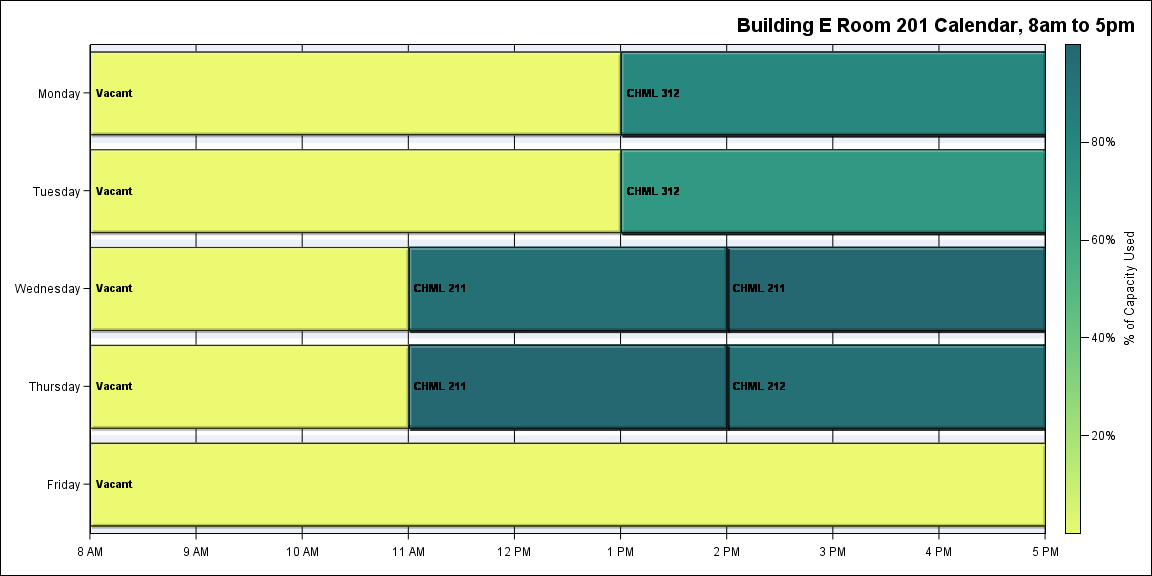 Building E Room 201 Calendar, 8am to 5pm
Monday
Vacant
CHML 312
Tuesday
Vacant
CHML 312
Wednesday
Vacant
CHML 211
CHML 211
Thursday
Vacant
CHML 211
CHML 212
Friday
Vacant
8 AM
9 AM
10 AM
11 AM
12 PM
1 PM
2 PM
3 PM
4 PM
5 PM
80%
60%
40%
20%
% of Capacity Used